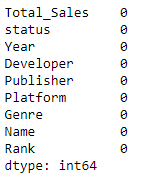 Total_Sales    0
status         0
Year           0
Developer      0
Publisher      0
Platform       0
Genre          0
Name           0
Rank           0
dtype: int64